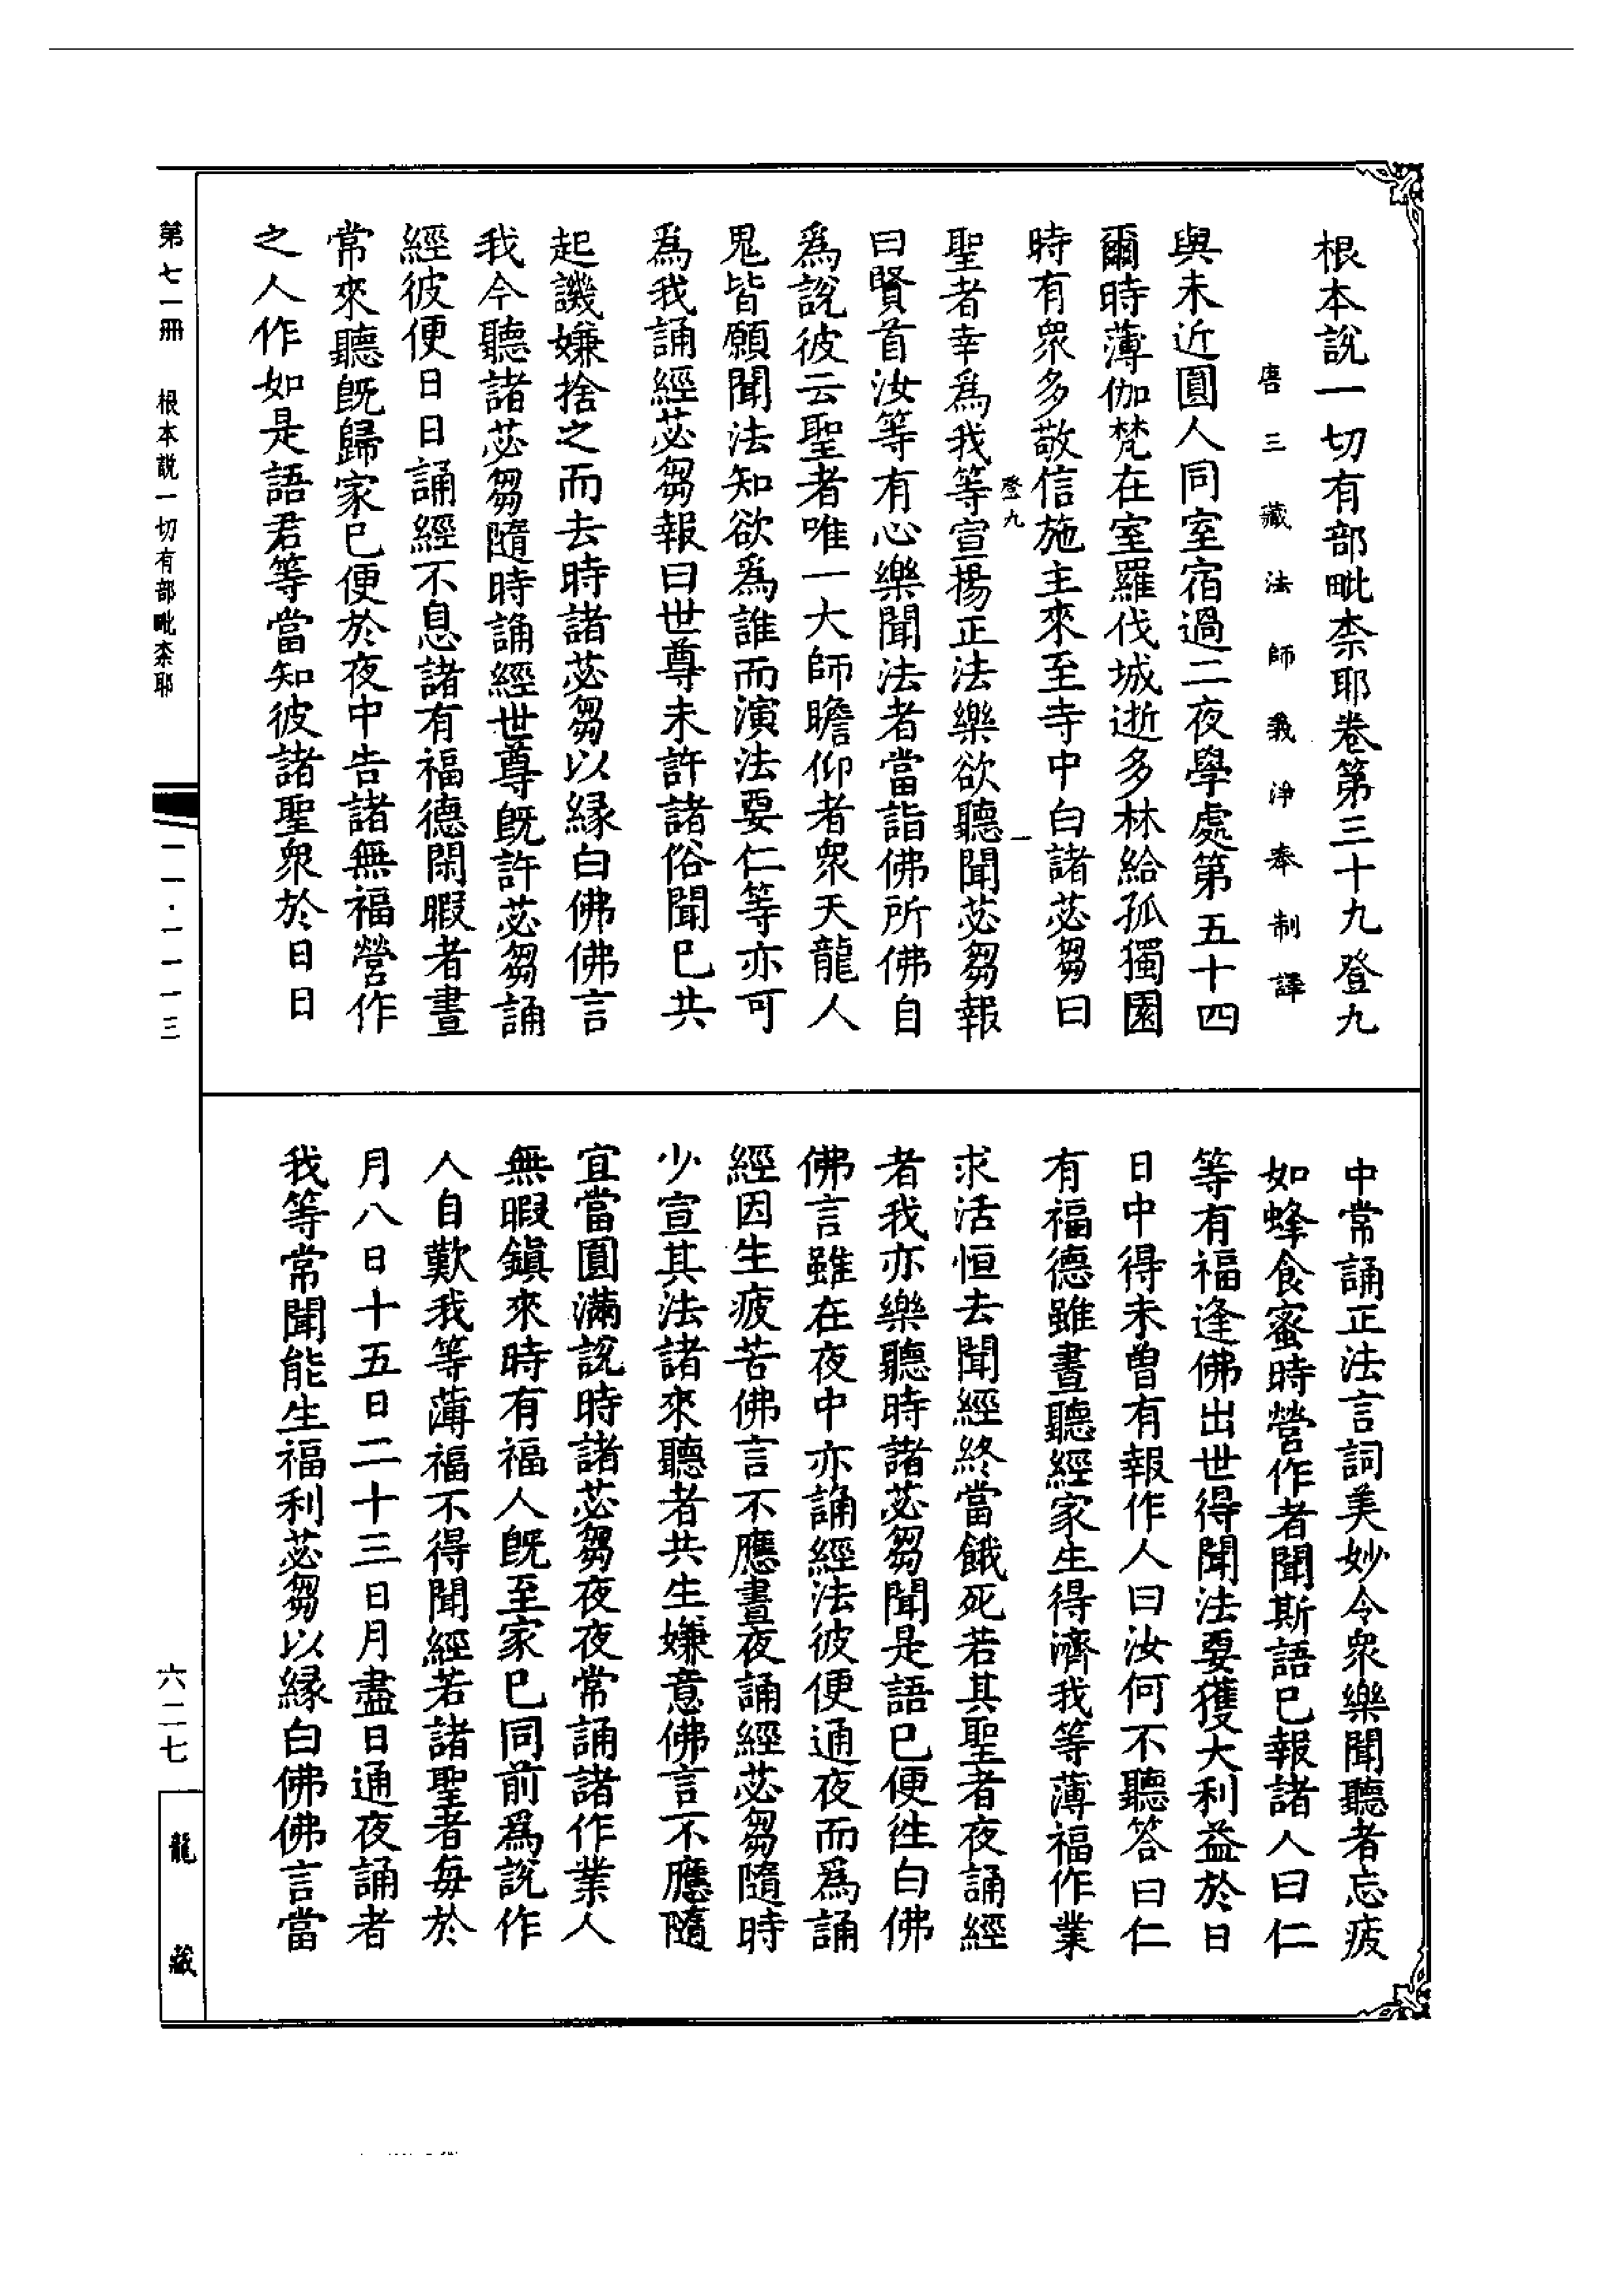 根本說一切有部毗柰耶卷第三十九登九
唐三藏法師義淨奉制譯
與未近圓人同室宿過二夜學處第五十四
爾時薄伽梵在室羅伐城逝多林給孤獨園
時有衆多敬信施主來至寺中白諸苾芻曰
登九 一
聖者幸爲我等宣揚正法樂欲聽聞苾芻報
曰賢首汝等有心樂聞法者當詣佛所佛自
爲說彼云聖者唯一大師瞻仰者衆天龍人
鬼皆願聞法知欲爲誰而演法要仁等亦可
爲我誦經苾芻報曰世尊未許諸俗聞已共
起譏嫌捨之而去時諸苾芻以緣白佛佛言
我今聽諸苾芻隨時誦經世尊旣許苾芻誦
經彼便日日誦經不息諸有福德閑暇者晝
常來聽旣歸家已便於夜中告諸無福營作
之人作如是語君等當知彼諸聖衆於日日
中常誦正法言詞美妙令衆樂聞聽者忘疲
如蜂食蜜時營作者聞斯語已報諸人曰仁
等有福逢佛出世得聞法要獲大利益於日
日中得未曾有報作人曰汝何不聽答曰仁
有福德雖晝聽經家生得濟我等薄福作業
求活恒去聞經終當餓死若其聖者夜誦經
者我亦樂聽時諸苾芻聞是語已便往白佛
佛言雖在夜中亦誦經法彼便通夜而爲誦
經因生疲苦佛言不應晝夜誦經苾芻隨時
少宣其法諸來聽者共生嫌意佛言不應隨
宜當圓滿說時諸苾芻夜夜常誦諸作業人
無暇鎭來時有福人旣至家已同前爲說作
人自歎我等薄福不得聞經若諸聖者每於
月八日十五日二十三日月盡日通夜誦者
我等常聞能生福利苾芻以緣白佛佛言當
第七一冊 根本説一切有部毗柰耶
一一·一一一三
六二七
龍藏